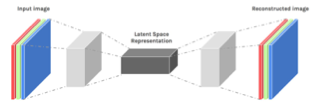 Input Image
Latent Space
Representation
Reconstructed Image